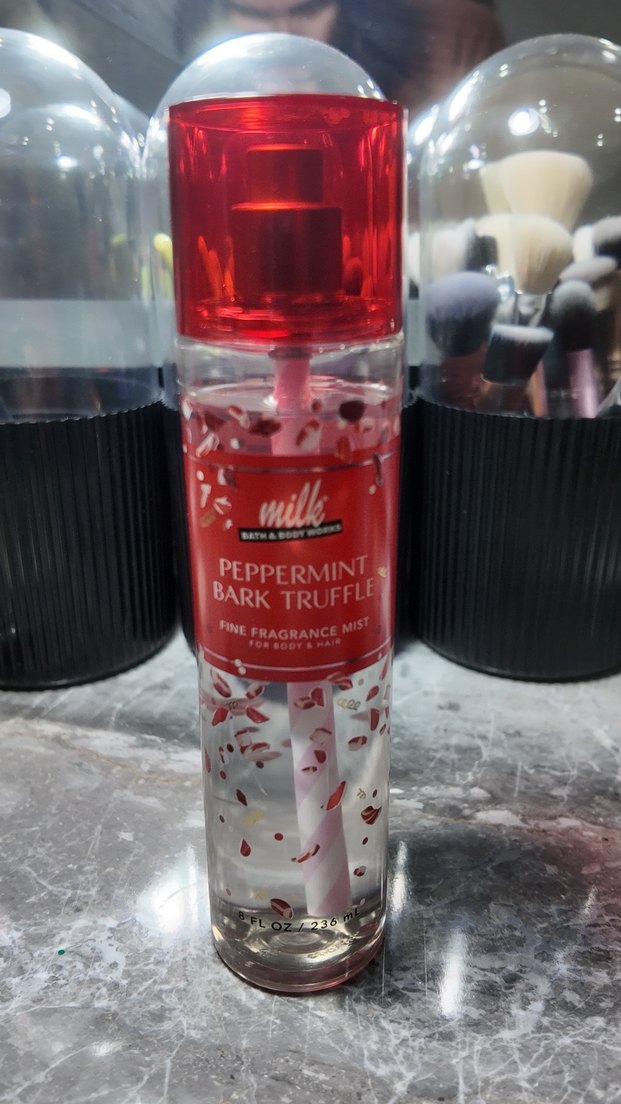 milk
BATH & BODY WORKS
PEPPERMINT
BARK TRUFFLE
FINE FRAGRANCE MIST
FOR BODY & HAIR
8 FL OZ / 236 mL